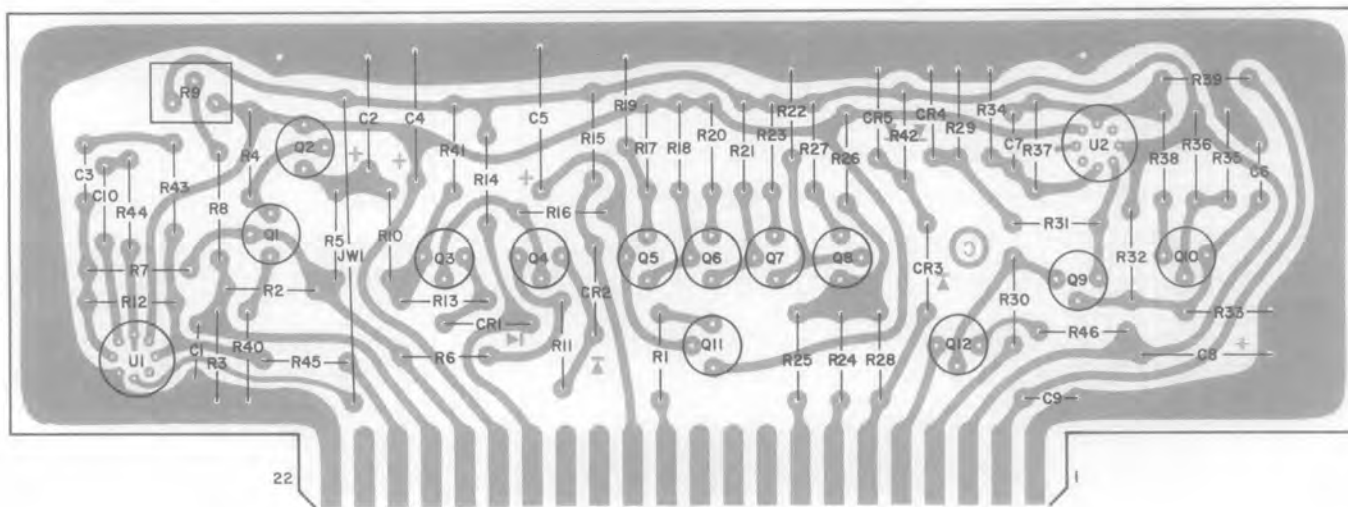 R9
R4
Q2
C2
C4
R41
R14
C5
R15
R19
R17
R18
R20
R21
R23
R22
R27
R26
CR5
R42
CR4
R29
R34
C7
R37
U2
R39
R38
R36
R35
C6
C3
C10
R44
R43
R8
Q1
R5
JW1
R10
R16
R7
R2
Q3
Q4
CR2
Q5
Q6
Q7
Q8
CR3
C
R31
R32
Q9
Q10
R12
R13
CR1
R11
R30
R33
U1
C1
R3
R40
R45
R6
R1
Q11
R25
R24
R28
Q12
R46
C8
C9
22
1